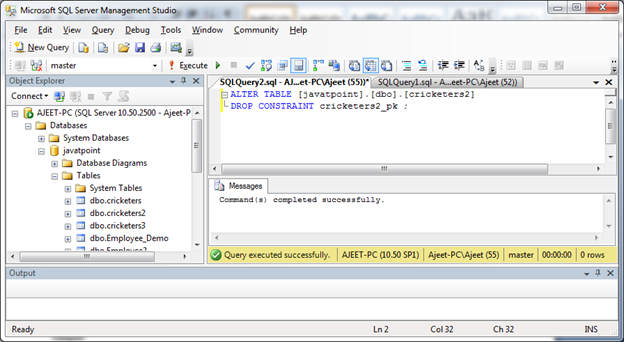 Microsoft SQL Server Management Studio
File Edit View Query Debug Tools Window Community Help
New Query
master Execute
Object Explorer
Connect
AJEET-PC (SQL Server 10.50.2500 - Ajeet-P
Databases
System Databases
javatpoint
Database Diagrams
Tables
System Tables
dbo.cricketers
dbo.cricketers2
dbo.cricketers3
dbo.Employee_Demo
SQLQuery2.sql - AJ...et-PC\Ajeet (55))* SQLQuery1.sql - A...eet-PC\Ajeet (52))
ALTER TABLE [javatpoint].[dbo].[cricketers2]
DROP CONSTRAINT cricketers2_pk ;
Messages
Command(s) completed successfully.
Query executed successfully. AJEET-PC (10.50 SP1) Ajeet-PC\Ajeet (55) master 00:00:00 0 rows
Output
Ready Ln 2 Col 32 Ch 32 INS